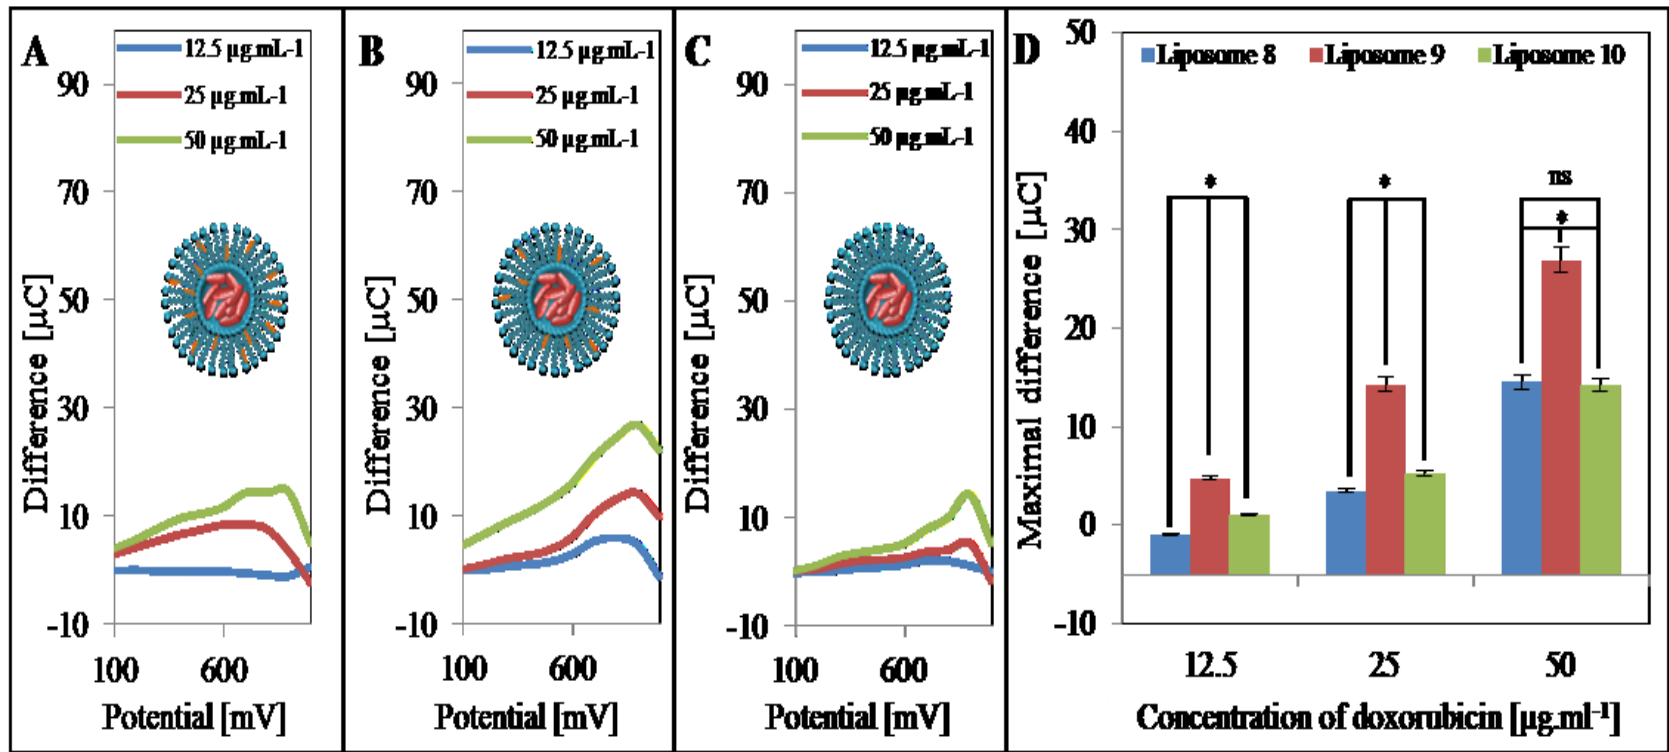 A
12.5 µg.mL-1
25 µg.mL-1
50 µg.mL-1
90
70
50
30
10
-10
100 600
Difference [µC]
Potential [mV]
B
12.5 µg.mL-1
25 µg.mL-1
50 µg.mL-1
90
70
50
30
10
-10
100 600
Difference [µC]
Potential [mV]
C
12.5 µg.mL-1
25 µg.mL-1
50 µg.mL-1
90
70
50
30
10
-10
100 600
Difference [µC]
Potential [mV]
D
Liposome 8 Liposome 9 Liposome 10
50
40
30
20
10
0
-10
* * ns
*
12.5 25 50
Maximal difference [µC]
Concentration of doxorubicin [µg.ml⁻¹]